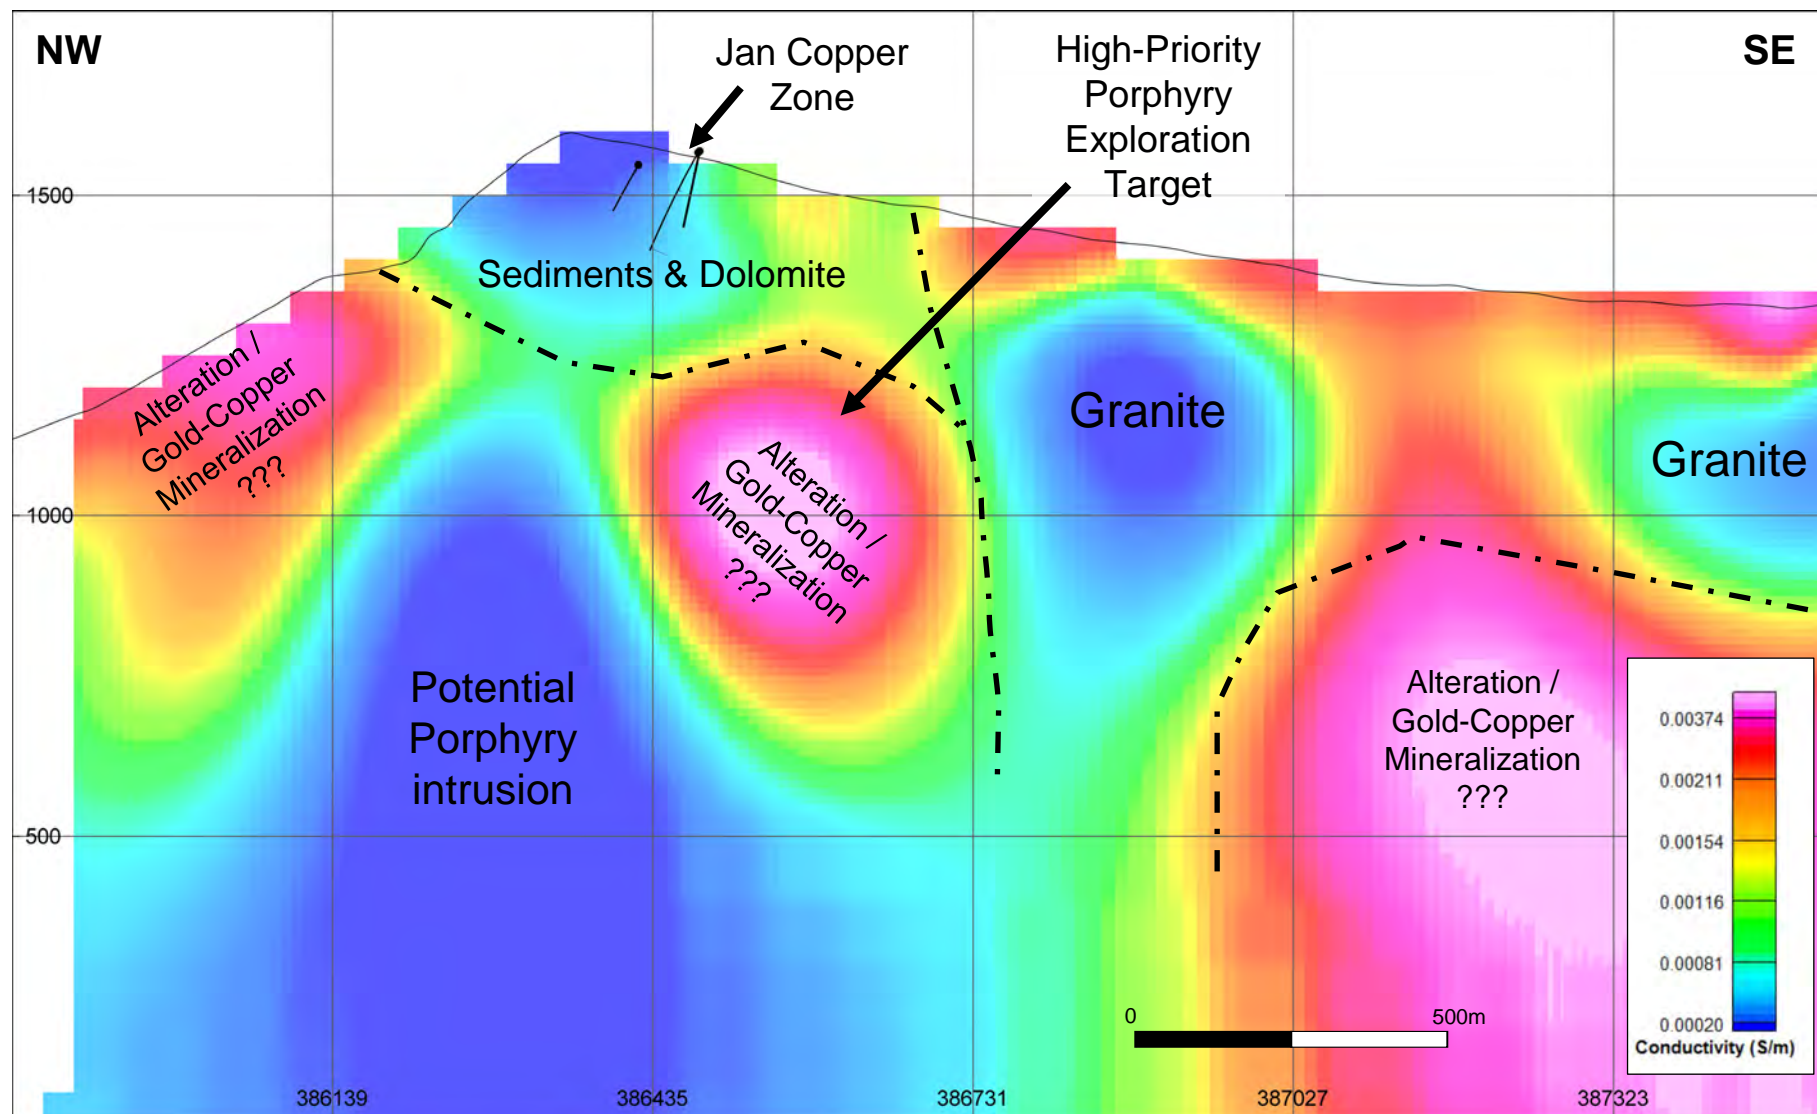 NW
Jan Copper
Zone
High-Priority
Porphyry
Exploration
Target
SE
1500
1000
500
Sediments & Dolomite
Alteration /
Gold-Copper
Mineralization
???
Alteration /
Gold-Copper
Mineralization
???
Granite
Granite
Potential
Porphyry
intrusion
Alteration /
Gold-Copper
Mineralization
???
0.00374
0.00211
0.00154
0.00116
0.00081
0.00020
Conductivity (S/m)
0 500m
386139 386435 386731 387027 387323